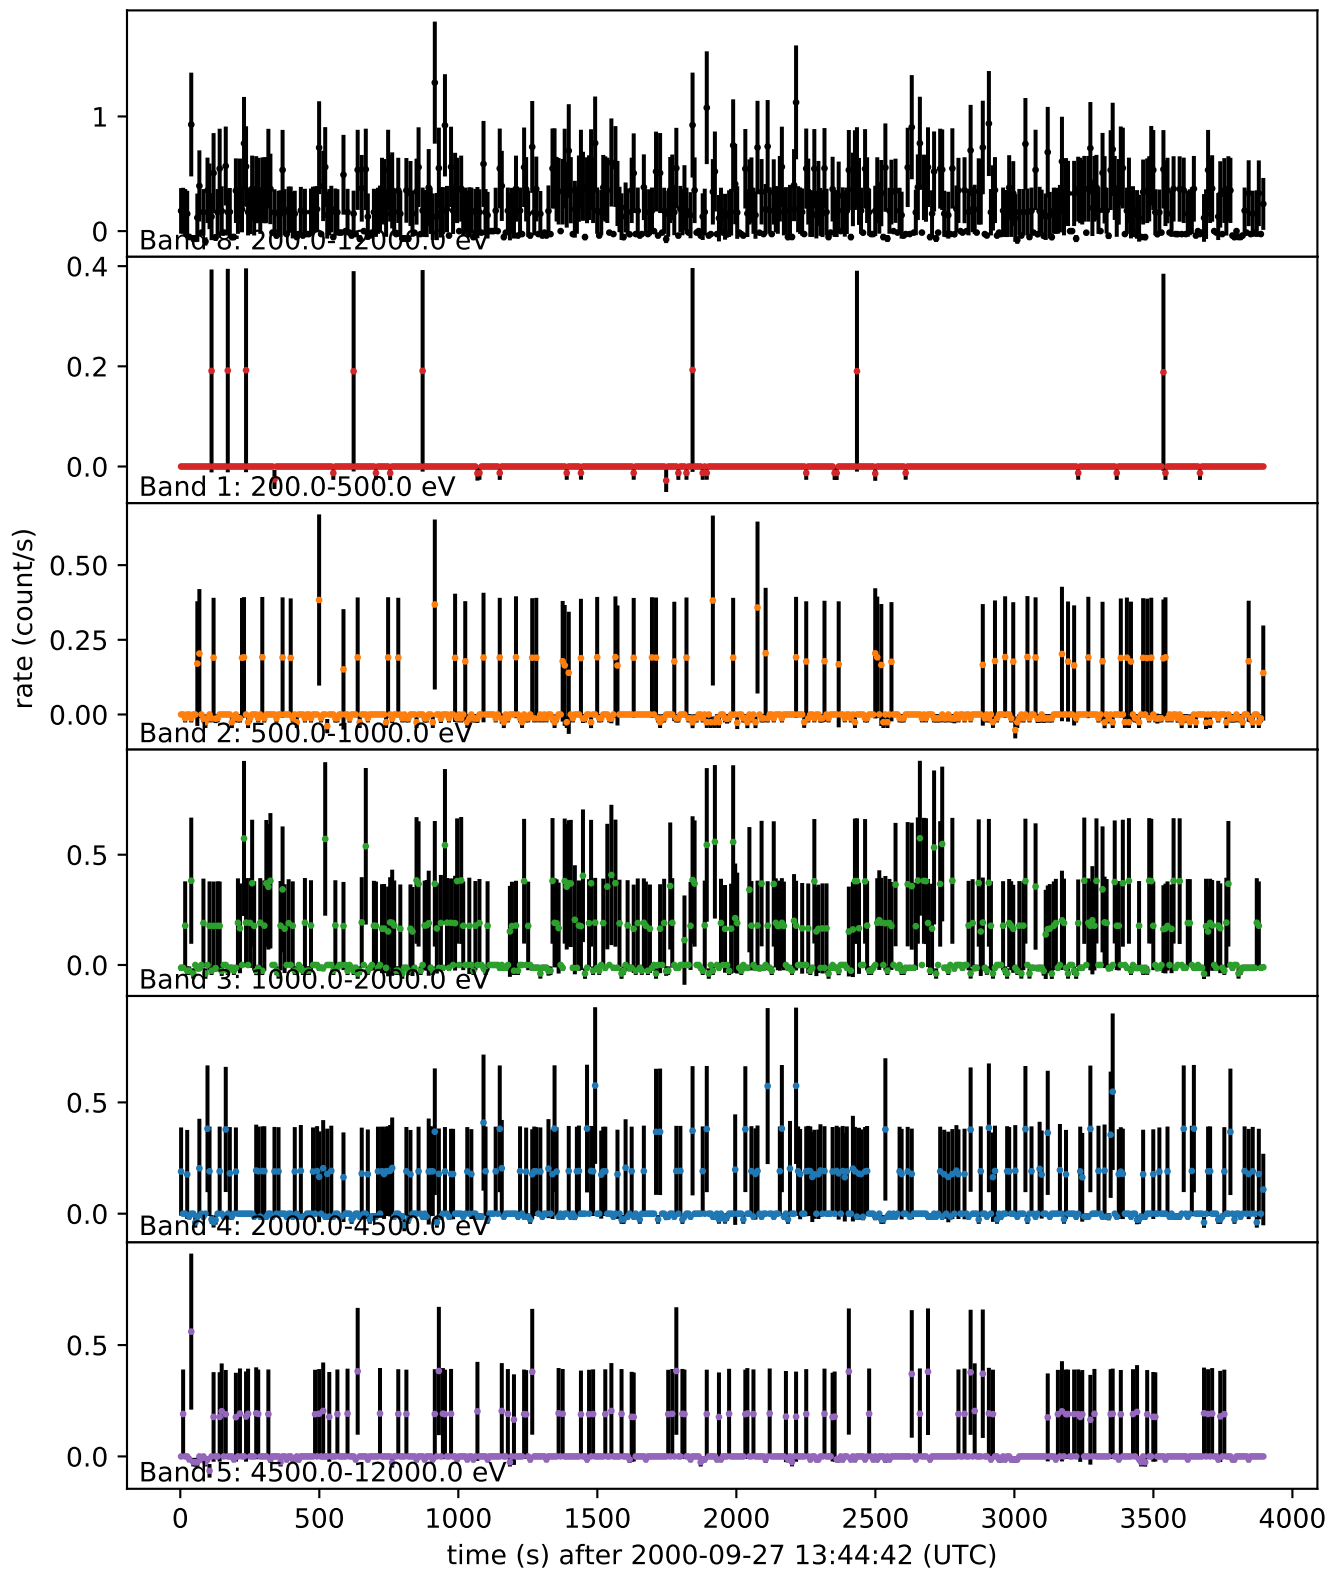 1
0
Band 8: 200.0-12000.0 eV
0.4
0.2
0.0
Band 1: 200.0-500.0 eV
rate (count/s)
0.50
0.25
0.00
Band 2: 500.0-1000.0 eV
0.5
0.0
Band 3: 1000.0-2000.0 eV
0.5
0.0
Band 4: 2000.0-4500.0 eV
0.5
0.0
Band 5: 4500.0-12000.0 eV
0 500 1000 1500 2000 2500 3000 3500 4000
time (s) after 2000-09-27 13:44:42 (UTC)